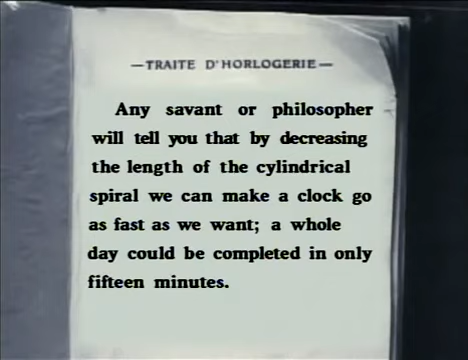 —TRAITE D'HORLOGERIE—
Any savant or philosopher
will tell you that by decreasing
the length of the cylindrical
spiral we can make a clock go
as fast as we want; a whole
day could be completed in only
fifteen minutes.